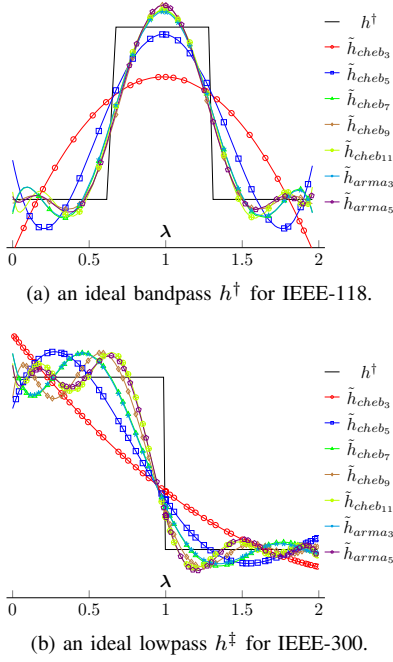 h†
h̃cheb3
h̃cheb5
h̃cheb7
h̃cheb9
h̃cheb11
h̃arma3
h̃arma5
λ
0 0.5 1 1.5 2
(a) an ideal bandpass h† for IEEE-118.
h†
h̃cheb3
h̃cheb5
h̃cheb7
h̃cheb9
h̃cheb11
h̃arma3
h̃arma5
λ
0 0.5 1 1.5 2
(b) an ideal lowpass h‡ for IEEE-300.